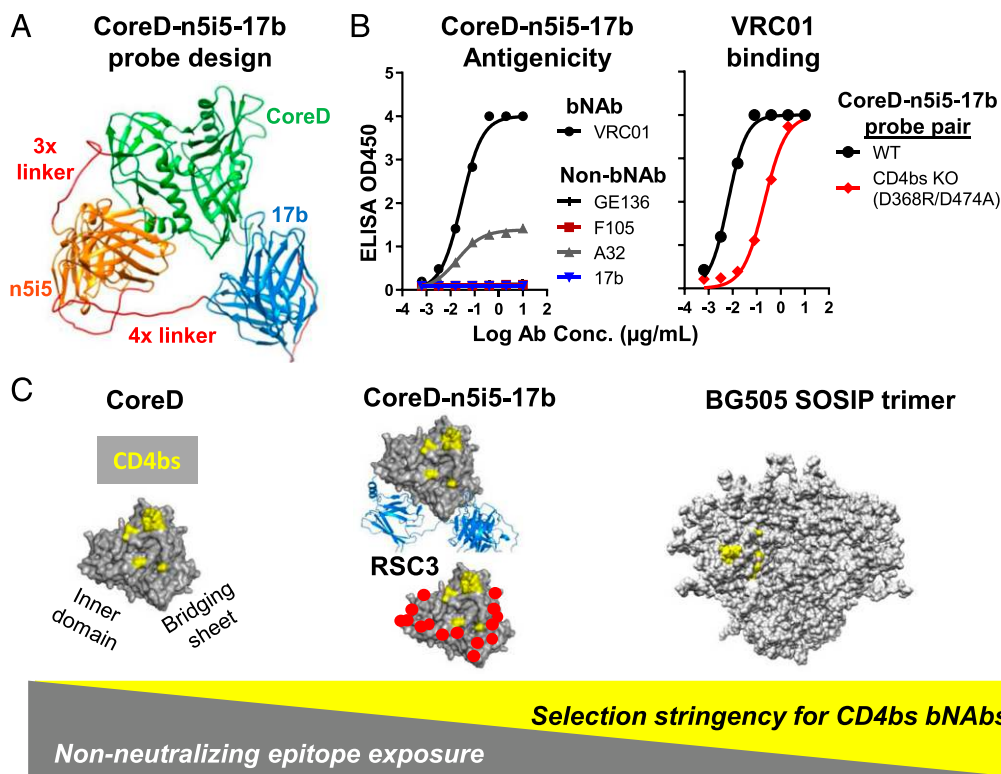 A
CoreD-n5i5-17b
probe design
CoreD
3x
linker
17b
n5i5
4x linker
B
CoreD-n5i5-17b
Antigenicity
ELISA OD450
5
4
3
2
1
0
-4 -3 -2 -1 0 1 2
bNAb
VRC01
Non-bNAb
GE136
F105
A32
17b
VRC01
binding
-4 -3 -2 -1 0 1 2
Log Ab Conc. (μg/mL)
CoreD-n5i5-17b
probe pair
WT
CD4bs KO
(D368R/D474A)
C
CoreD
CD4bs
Inner
domain
Bridging
sheet
CoreD-n5i5-17b
RSC3
BG505 SOSIP trimer
Selection stringency for CD4bs bNAbs
Non-neutralizing epitope exposure